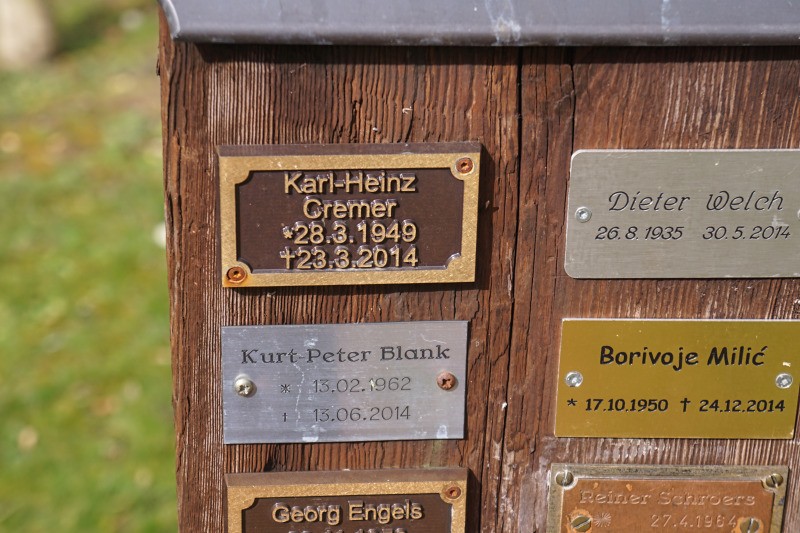 Karl-Heinz
Cremer
*28.3.1949
†23.3.2014
Dieter Welch
26.8.1935 30.5.2014
Kurt-Peter Blank
* 13.02.1962
† 13.06.2014
Borivoje Milić
* 17.10.1950 † 24.12.2014
Georg Engels
Reiner Schroers
27.4.1964